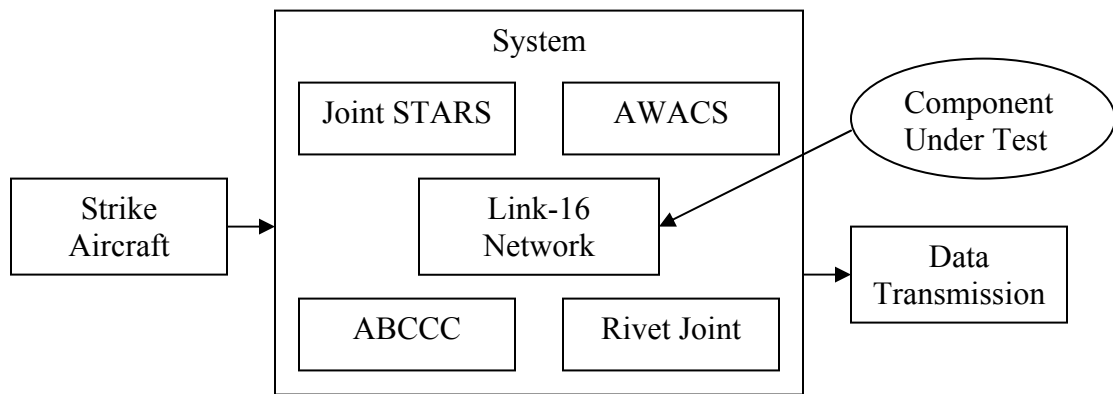 System
Joint STARS
AWACS
Component
Under Test
Strike
Aircraft
Link-16
Network
Data
Transmission
ABCCC
Rivet Joint